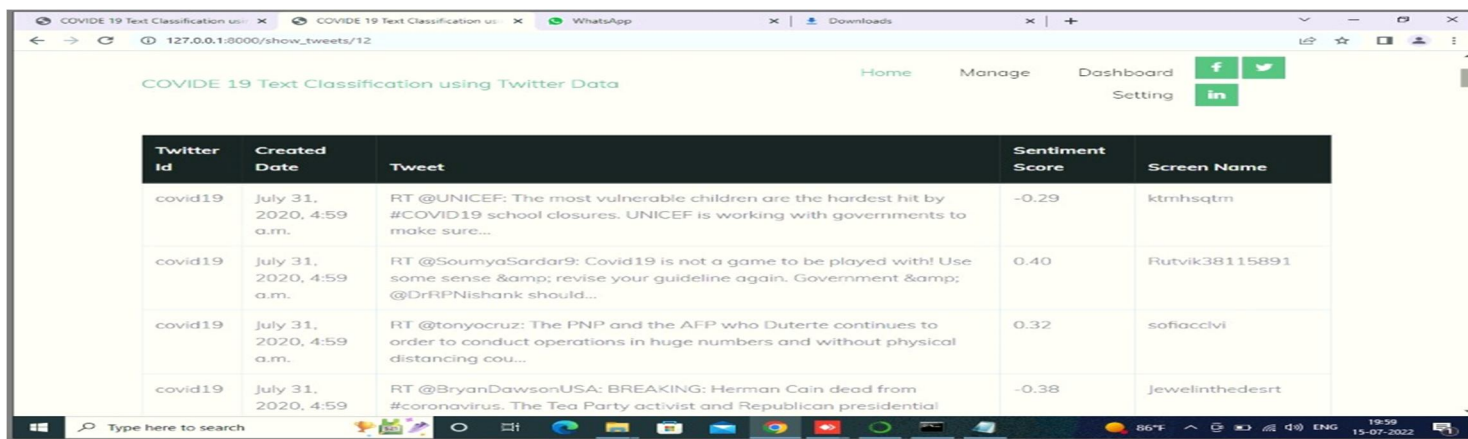 COVIDE 19 Text Classification usi
COVIDE 19 Text Classification us
WhatsApp
Downloads
127.0.0.1:8000/show_tweets/12
COVIDE 19 Text Classification using Twitter Data
Home Manage Dashboard
Setting
Twitter Id Created Date Tweet Sentiment Score Screen Name
covid19 July 31, 2020, 4:59 a.m.
RT @UNICEF: The most vulnerable children are the hardest hit by
#COVID19 school closures. UNICEF is working with governments to
make sure...
-0.29 ktmhsqtm
covid19 July 31, 2020, 4:59 a.m.
RT @SoumyaSardar9: Covid19 is not a game to be played with! Use
some sense &amp; revise your guideline again. Government &amp;
@DrRPNishank should...
0.40 Rutvik38115891
covid19 July 31, 2020, 4:59 a.m.
RT @tonyocruz: The PNP and the AFP who Duterte continues to
order to conduct operations in huge numbers and without physical
distancing cou...
0.32 sofiacclvi
covid19 July 31, 2020, 4:59
RT @BryanDawsonUSA: BREAKING: Herman Cain dead from
#coronavirus. The Tea Party activist and Republican presidential
-0.38 Jewelinthedesrt
Type here to search
86°F ENG 19:59
15-07-2022